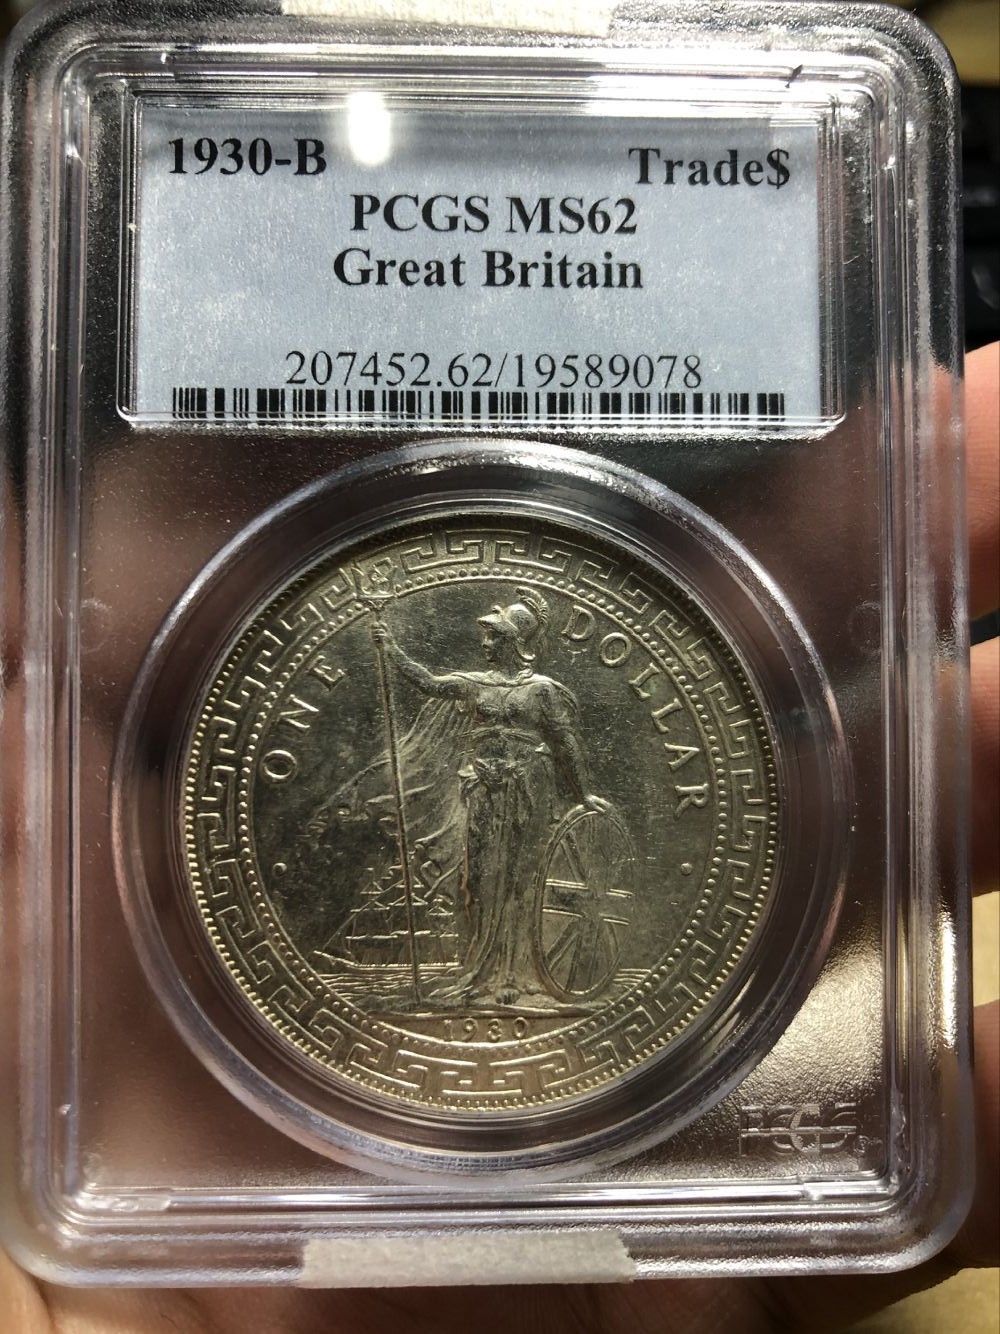 1930-B Trade$
PCGS MS62
Great Britain
207452.62/19589078
ONE DOLLAR
1930
PCGS